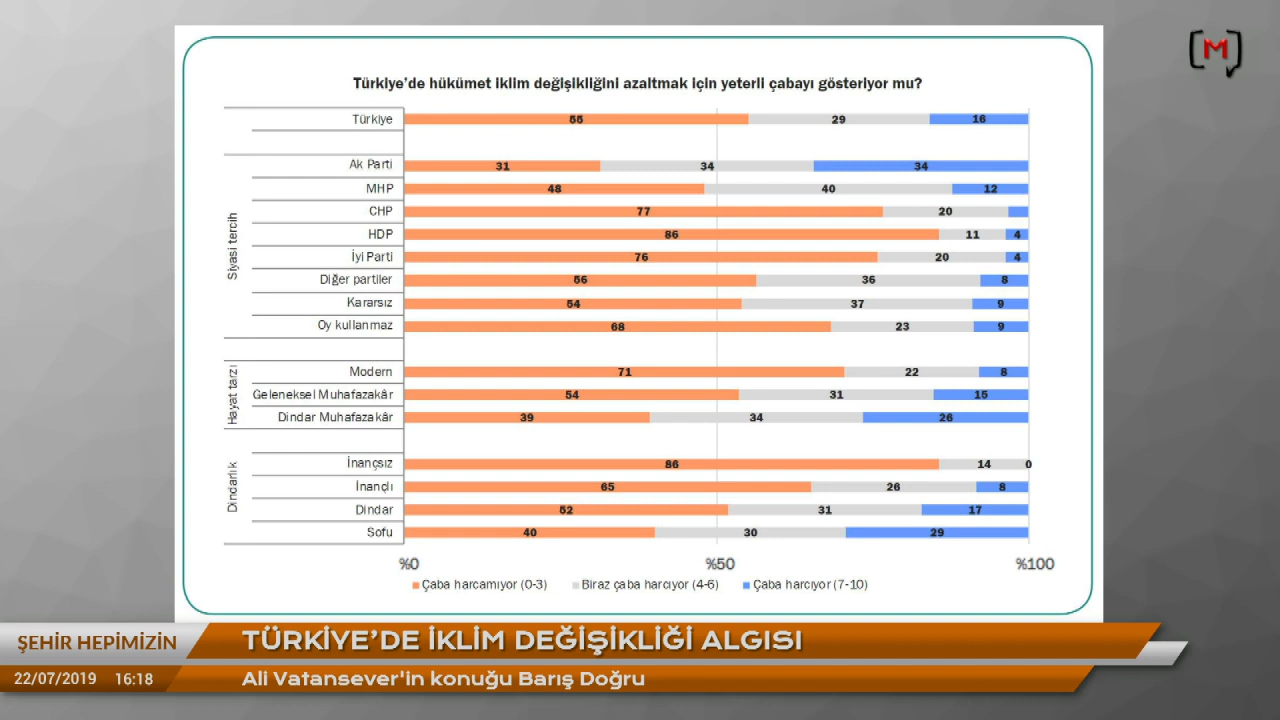 [M]
Türkiye'de hükümet iklim değişikliğini azaltmak için yeterli çabayı gösteriyor mu?
Türkiye 55 29 16
Siyasi tercih
Ak Parti 31 34 34
MHP 48 40 12
CHP 77 20
HDP 86 11 4
İyi Parti 76 20 4
Diğer partiler 56 36 8
Kararsız 54 37 9
Oy kullanmaz 68 23 9
Hayat tarzı
Modern 71 22 8
Geleneksel Muhafazakâr 54 31 15
Dindar Muhafazakâr 39 34 26
Dindarlık
İnançsız 86 14 0
İnançlı 65 26 8
Dindar 52 31 17
Sofu 40 30 29
%0 %50 %100
Çaba harcamıyor (0-3) Biraz çaba harcıyor (4-6) Çaba harcıyor (7-10)
ŞEHİR HEPİMİZİN TÜRKİYE'DE İKLİM DEĞİŞİKLİĞİ ALGISI
22/07/2019 16:18 Ali Vatansever'in konuğu Barış Doğru